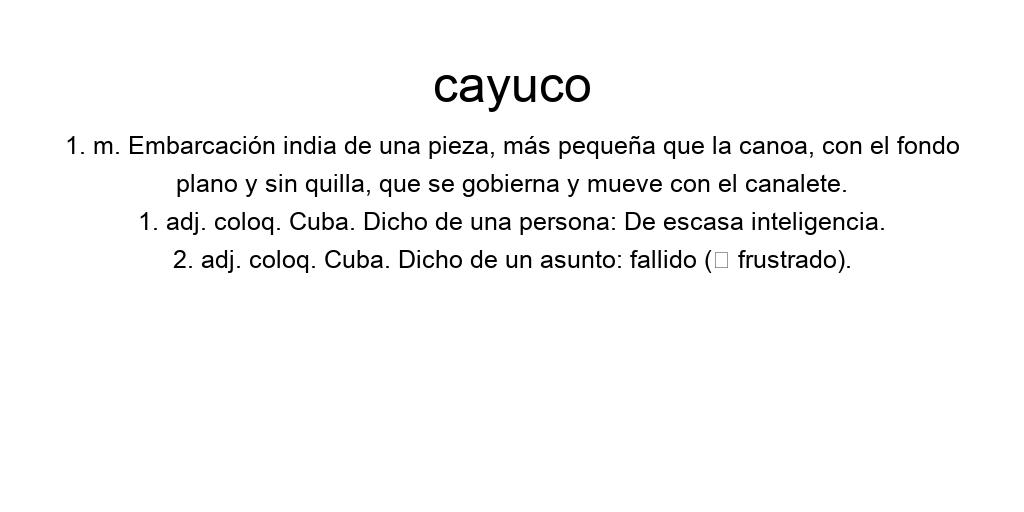 cayuco
1. m. Embarcación india de una pieza, más pequeña que la canoa, con el fondo
plano y sin quilla, que se gobierna y mueve con el canalete.
1. adj. coloq. Cuba. Dicho de una persona: De escasa inteligencia.
2. adj. coloq. Cuba. Dicho de un asunto: fallido (□ frustrado).